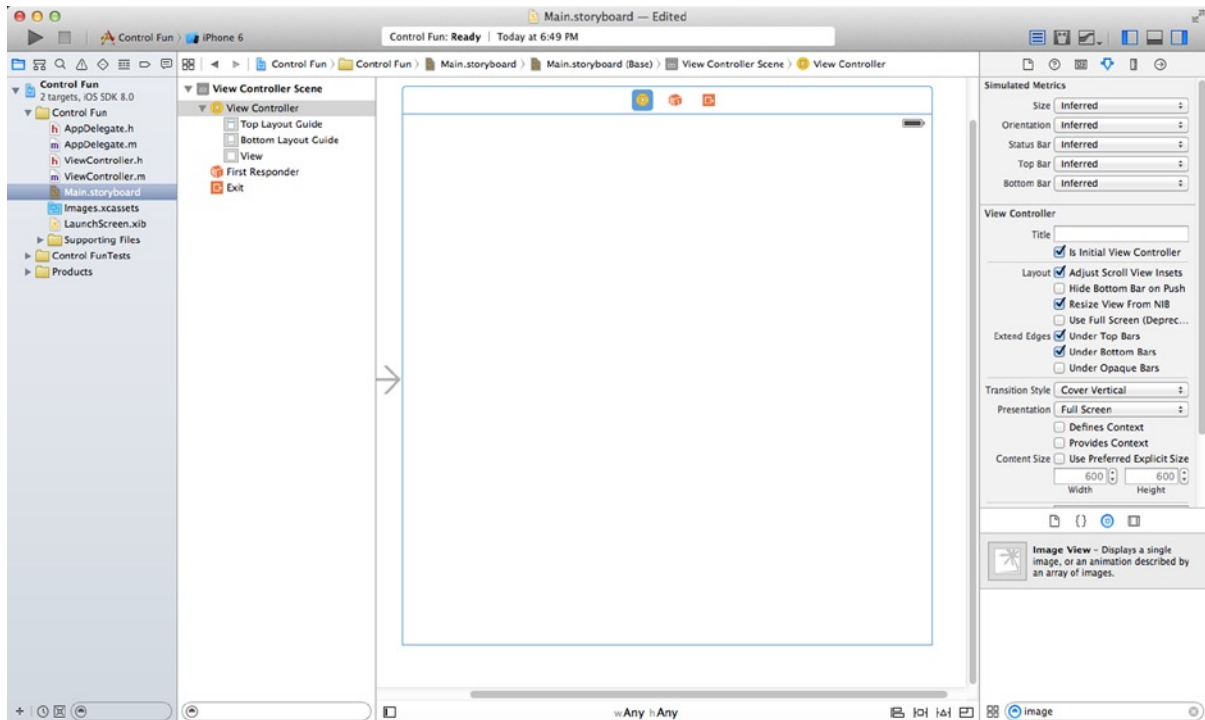 Main.storyboard — Edited
Control Fun
iPhone 6
Control Fun: Ready | Today at 6:49 PM
Control Fun
Control Fun
Main.storyboard
Main.storyboard (Base)
View Controller Scene
View Controller
Control Fun
2 targets, iOS SDK 8.0
Control Fun
h AppDelegate.h
m AppDelegate.m
h ViewController.h
m ViewController.m
Main.storyboard
Images.xcassets
LaunchScreen.xib
Supporting Files
Control FunTests
Products
View Controller Scene
View Controller
Top Layout Guide
Bottom Layout Guide
View
First Responder
Exit
wAny hAny
Simulated Metrics
Size Inferred
Orientation Inferred
Status Bar Inferred
Top Bar Inferred
Bottom Bar Inferred
View Controller
Title
Is Initial View Controller
Layout Adjust Scroll View Insets
Hide Bottom Bar on Push
Resize View From NIB
Use Full Screen (Deprec...
Extend Edges Under Top Bars
Under Bottom Bars
Under Opaque Bars
Transition Style Cover Vertical
Presentation Full Screen
Defines Context
Provides Context
Content Size Use Preferred Explicit Size
600 600
Width Height
{}
Image View – Displays a single
image, or an animation described by
an array of images.
image